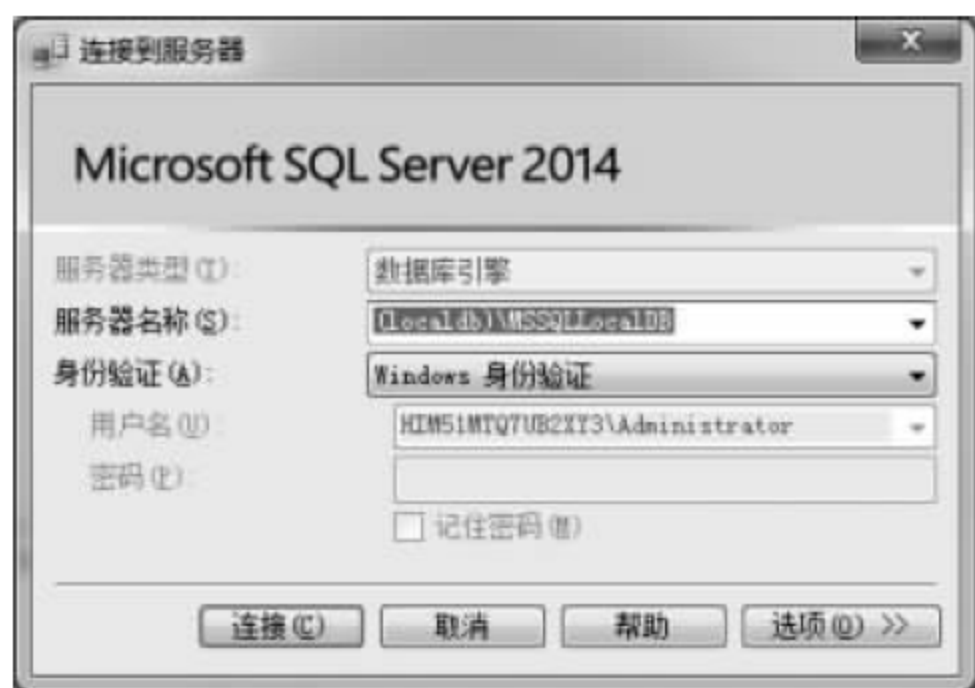 连接到服务器
Microsoft SQL Server 2014
服务器类型(T): 数据库引擎
服务器名称(S): (localdb)\MSSQLLocalDB
身份验证(A): Windows 身份验证
用户名(U): HIM51MTQ7UB2XY3\Administrator
密码(P):
记住密码(M)
连接(C) 取消 帮助 选项(O) >>